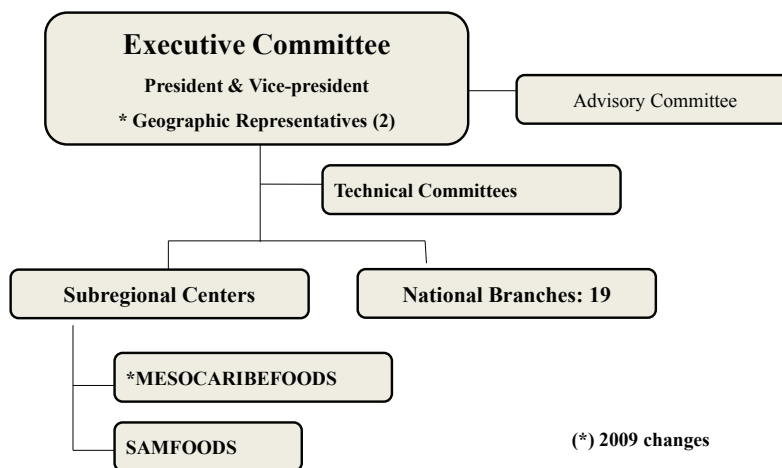 Executive Committee
President & Vice-president
* Geographic Representatives (2)
Advisory Committee
Technical Committees
Subregional Centers
National Branches: 19
*MESOCARIBEFOODS
SAMFOODS
(*) 2009 changes